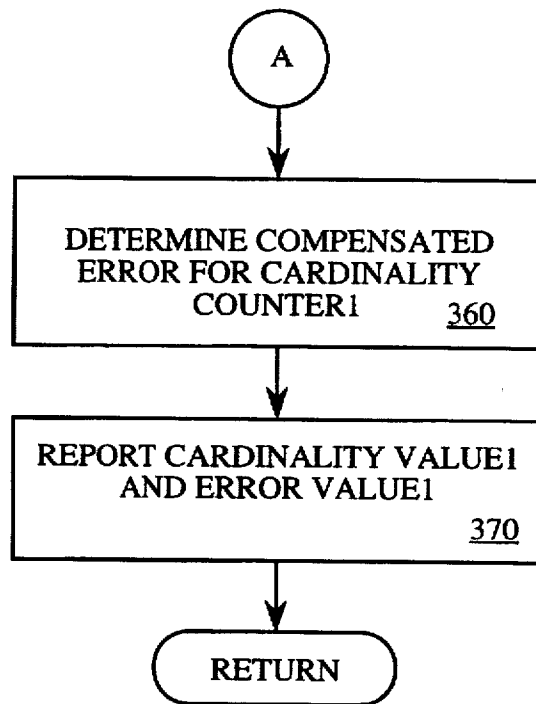 A
DETERMINE COMPENSATED
ERROR FOR CARDINALITY
COUNTER1
360
REPORT CARDINALITY VALUE1
AND ERROR VALUE1
370
RETURN